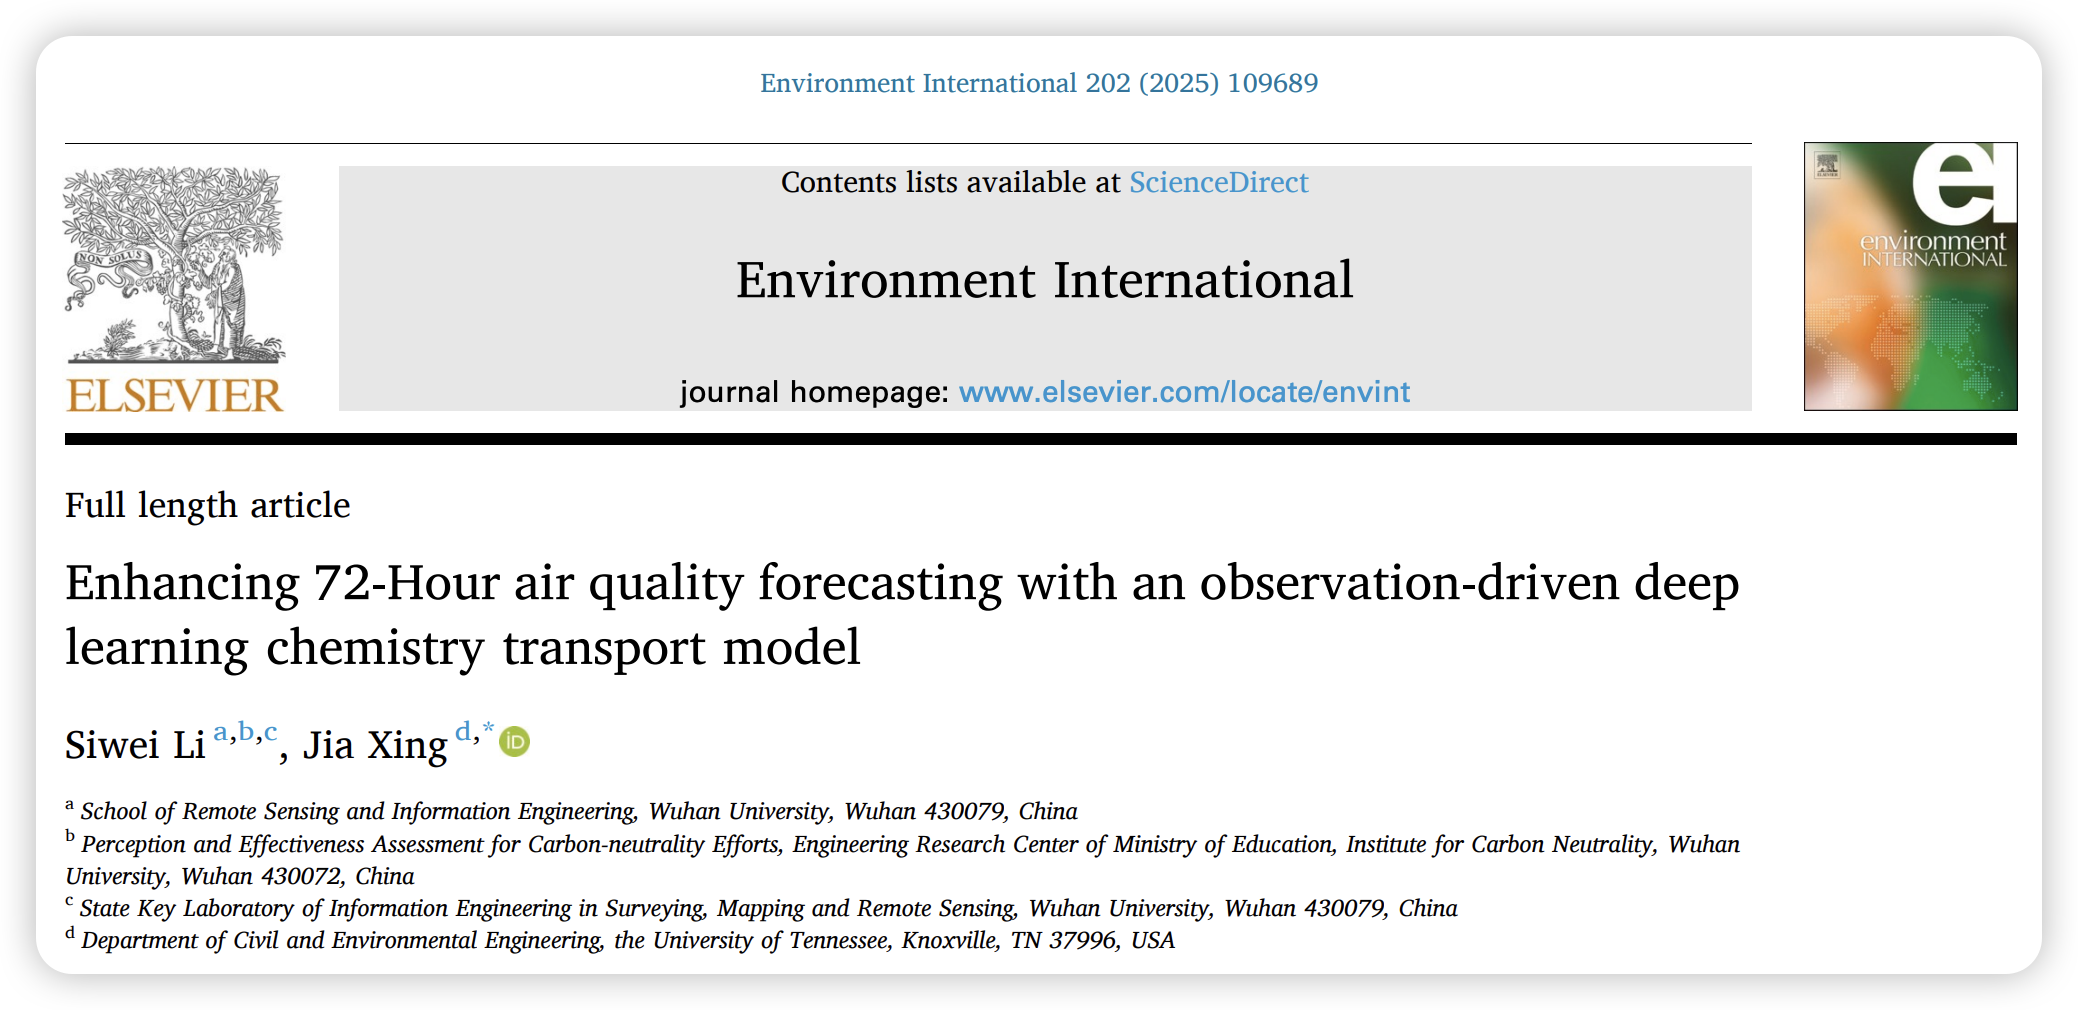 Environment International 202 (2025) 109689
Contents lists available at ScienceDirect
Environment International
journal homepage: www.elsevier.com/locate/envint
NON SOLUS
ELSEVIER
ei
environment
INTERNATIONAL
ELSEVIER
Full length article
Enhancing 72-Hour air quality forecasting with an observation-driven deep
learning chemistry transport model
Siwei Li a,b,c, Jia Xing d,* iD
a School of Remote Sensing and Information Engineering, Wuhan University, Wuhan 430079, China
b Perception and Effectiveness Assessment for Carbon-neutrality Efforts, Engineering Research Center of Ministry of Education, Institute for Carbon Neutrality, Wuhan
University, Wuhan 430072, China
c State Key Laboratory of Information Engineering in Surveying, Mapping and Remote Sensing, Wuhan University, Wuhan 430079, China
d Department of Civil and Environmental Engineering, the University of Tennessee, Knoxville, TN 37996, USA